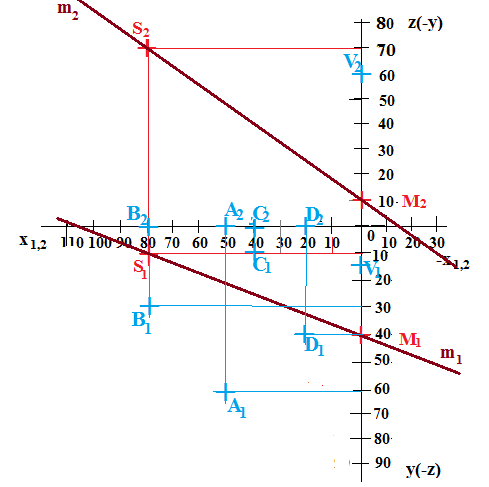 m2
80 z(-y)
S2
70
V2
60
50
40
30
20
10 M2
B2 A2 C2 D2
x1,2 110 100 90 80 70 60 50 40 30 20 10 0 10 20 30 -x1,2
S1 C1 V1 10
20
B1 30
D1 40 M1
50 m1
A1 60
70
80
90 y(-z)